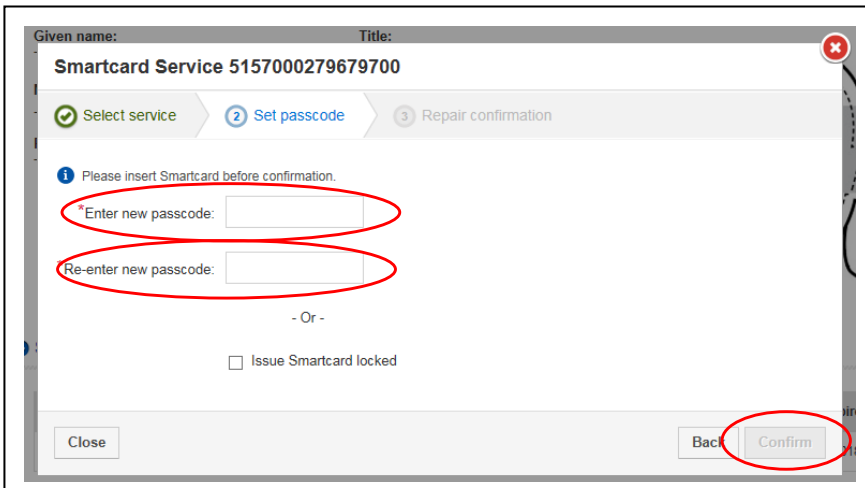 Given name: Title:
Smartcard Service 5157000279679700
Select service 2 Set passcode 3 Repair confirmation
Please insert Smartcard before confirmation.
*Enter new passcode:
*Re-enter new passcode:
- Or -
Issue Smartcard locked
Close Back Confirm